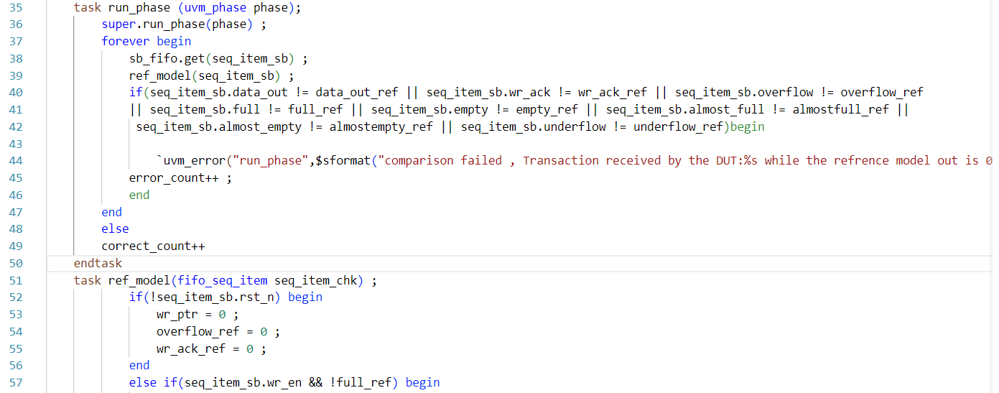 35 task run_phase (uvm_phase phase);
36 super.run_phase(phase) ;
37 forever begin
38 sb_fifo.get(seq_item_sb) ;
39 ref_model(seq_item_sb) ;
40 if(seq_item_sb.data_out != data_out_ref || seq_item_sb.wr_ack != wr_ack_ref || seq_item_sb.overflow != overflow_ref
41 || seq_item_sb.full != full_ref || seq_item_sb.empty != empty_ref || seq_item_sb.almost_full != almostfull_ref ||
42 seq_item_sb.almost_empty != almostempty_ref || seq_item_sb.underflow != underflow_ref)begin
43
44 `uvm_error("run_phase",$sformat("comparison failed , Transaction received by the DUT:%s while the refrence model out is 0
45 error_count++ ;
46 end
47 end
48 else
49 correct_count++
50 endtask
51 task ref_model(fifo_seq_item seq_item_chk) ;
52 if(!seq_item_sb.rst_n) begin
53 wr_ptr = 0 ;
54 overflow_ref = 0 ;
55 wr_ack_ref = 0 ;
56 end
57 else if(seq_item_sb.wr_en && !full_ref) begin